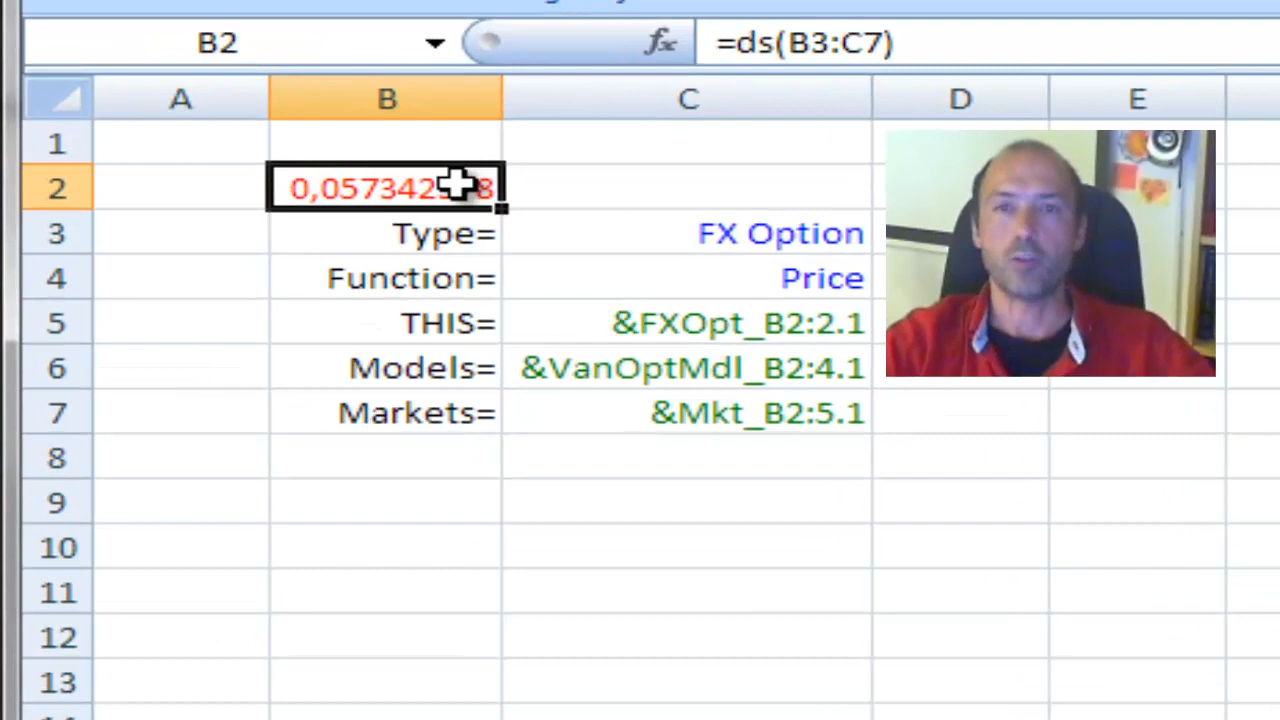 B2 fx =ds(B3:C7)
A B C D E
1
2
3 Type= FX Option
4 Function= Price
5 THIS= &FXOpt_B2:2.1
6 Models= &VanOptMdl_B2:4.1
7 Markets= &Mkt_B2:5.1
8
9
10
11
12
13